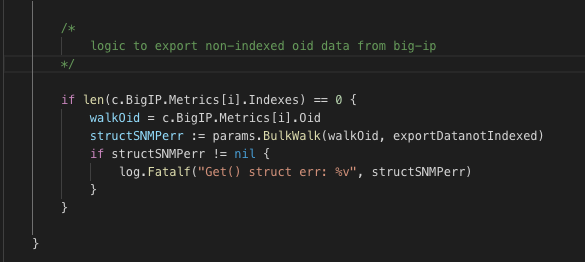 /*
logic to export non-indexed oid data from big-ip
*/
if len(c.BigIP.Metrics[i].Indexes) == 0 {
walkOid = c.BigIP.Metrics[i].Oid
structSNMPerr := params.BulkWalk(walkOid, exportDatanotIndexed)
if structSNMPerr != nil {
log.Fatalf("Get() struct err: %v", structSNMPerr)
}
}
}